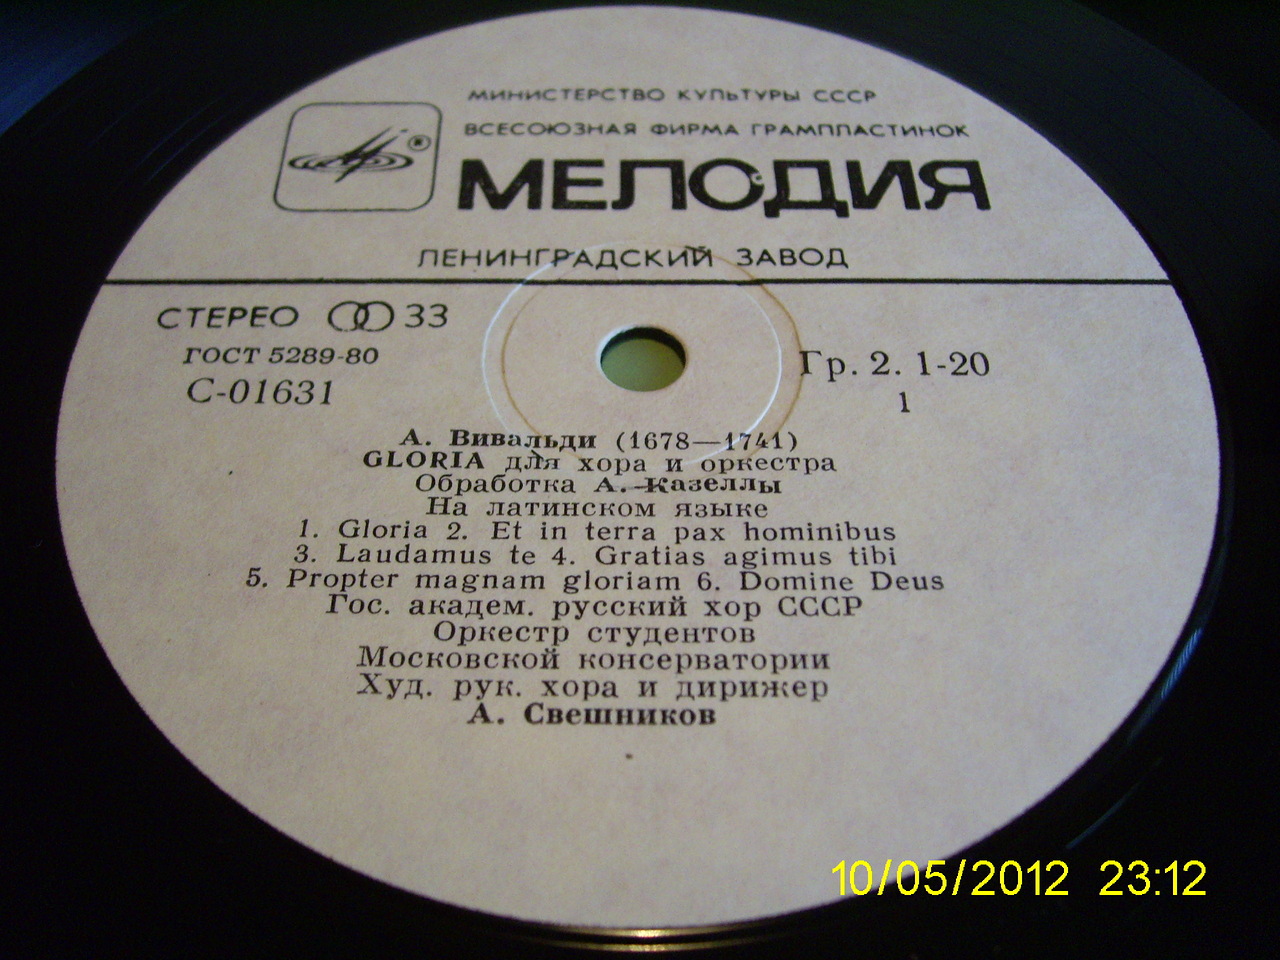 МИНИСТЕРСТВО КУЛЬТУРЫ СССР
ВСЕСОЮЗНАЯ ФИРМА ГРАМПЛАСТИНОК
®
МЕЛОДИЯ
ЛЕНИНГРАДСКИЙ ЗАВОД
СТЕРЕО 33
ГОСТ 5289-80
С-01631
Гр. 2. 1-20
1
А. Вивальди (1678—1741)
GLORIA для хора и оркестра
Обработка А. Казеллы
На латинском языке
1. Gloria 2. Et in terra pax hominibus
3. Laudamus te 4. Gratias agimus tibi
5. Propter magnam gloriam 6. Domine Deus
Гос. академ. русский хор СССР
Оркестр студентов
Московской консерватории
Худ. рук. хора и дирижер
А. Свешников
10/05/2012 23:12